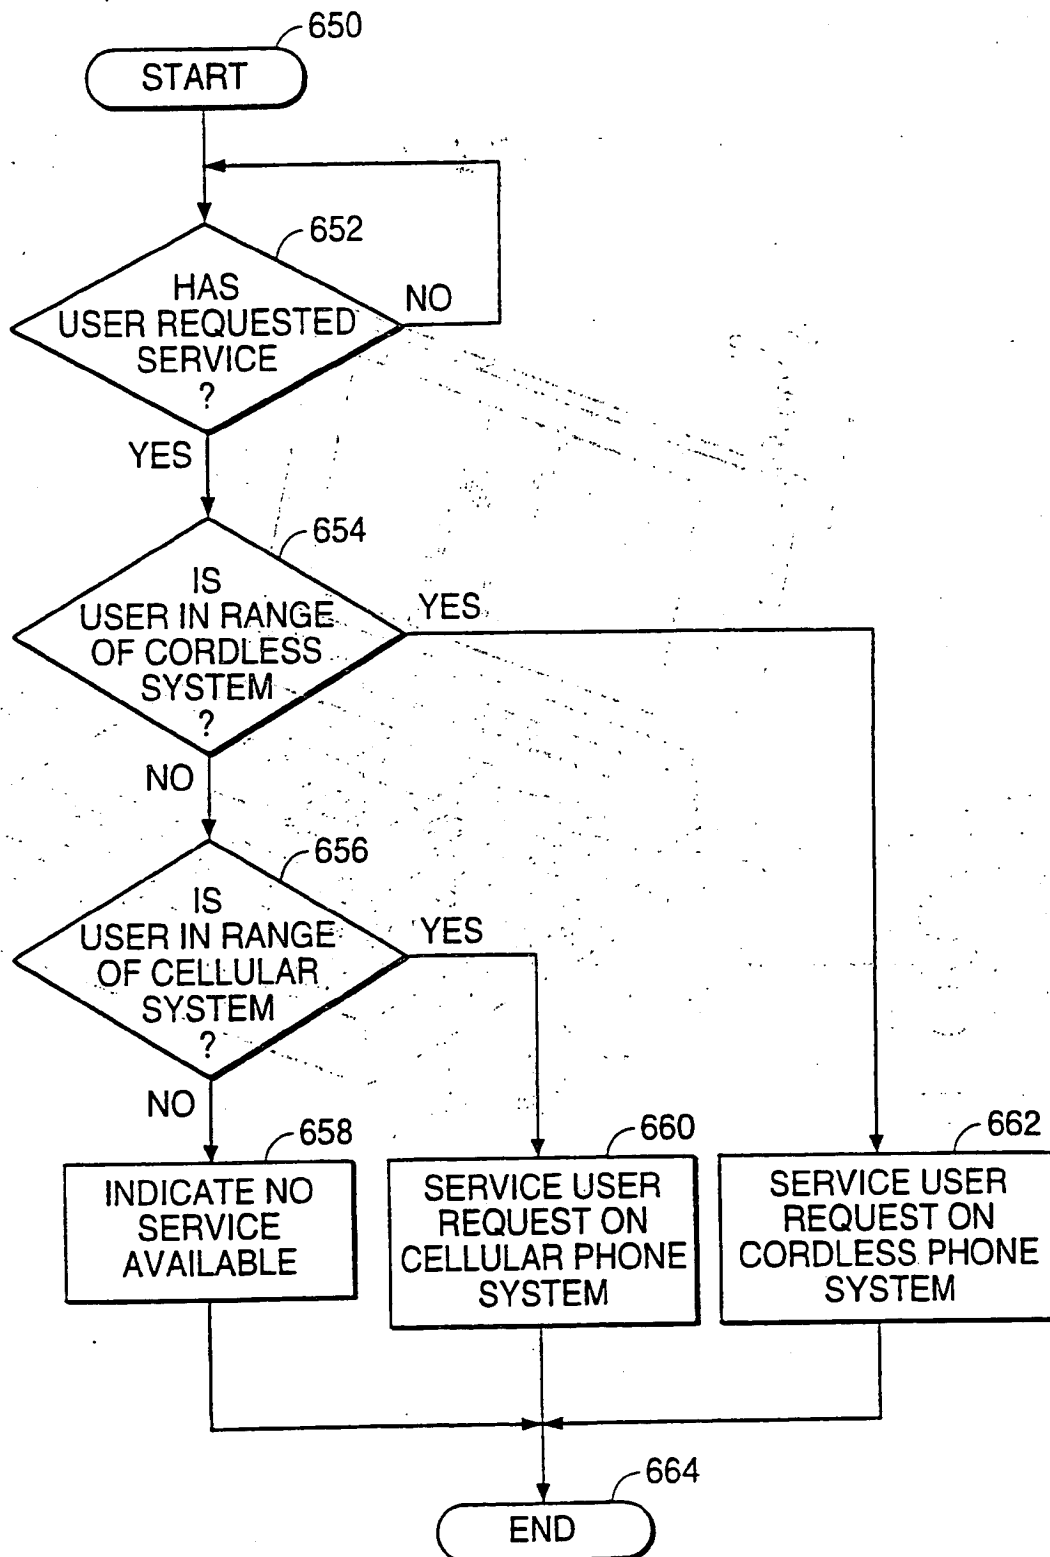 650
START
652
HAS
USER REQUESTED
SERVICE
?
NO
YES
654
IS
USER IN RANGE
OF CORDLESS
SYSTEM
?
YES
NO
656
IS
USER IN RANGE
OF CELLULAR
SYSTEM
?
YES
NO
658
INDICATE NO
SERVICE
AVAILABLE
660
SERVICE USER
REQUEST ON
CELLULAR PHONE
SYSTEM
662
SERVICE USER
REQUEST ON
CORDLESS PHONE
SYSTEM
664
END